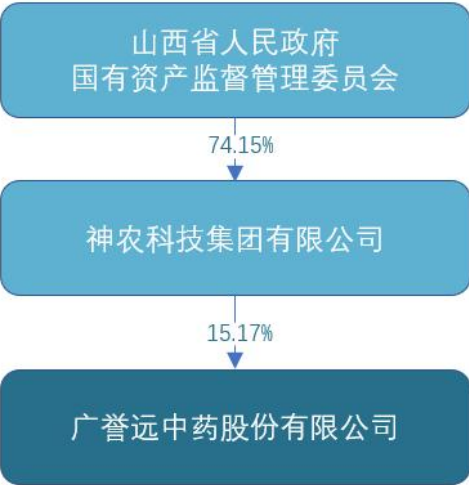 山西省人民政府
国有资产监督管理委员会
74.15%
神农科技集团有限公司
15.17%
广誉远中药股份有限公司